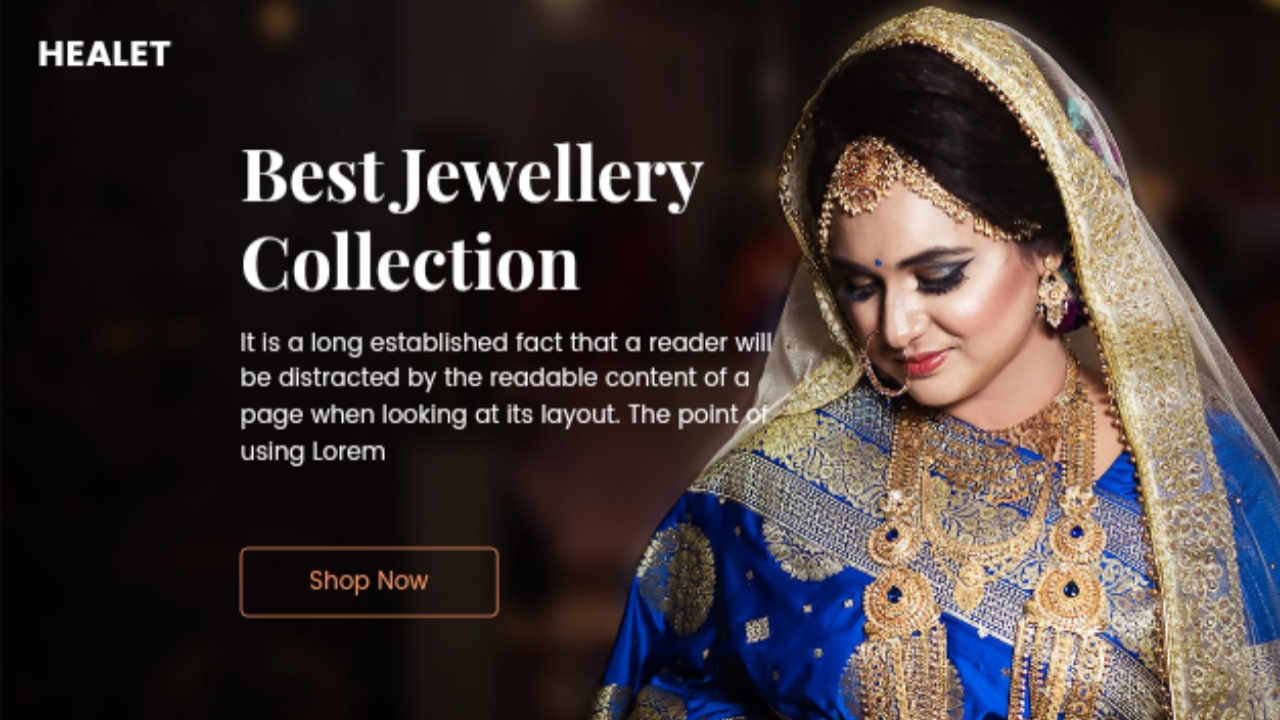 HEALET
Best Jewellery
Collection
It is a long established fact that a reader will
be distracted by the readable content of a
page when looking at its layout. The point of
using Lorem
Shop Now